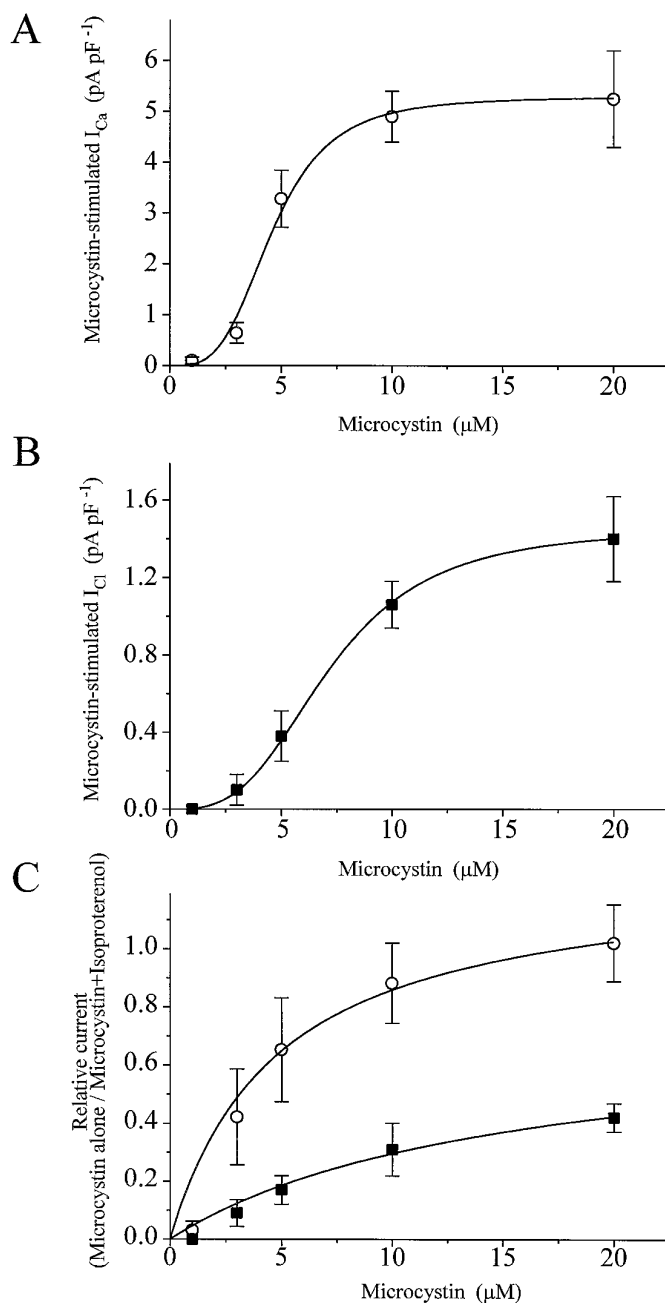 A
Microcystin-stimulated I_Ca (pA pF⁻¹)
6
5
4
3
2
1
0
0 5 10 15 20
Microcystin (μM)
B
Microcystin-stimulated I_Cl (pA pF⁻¹)
1.6
1.2
0.8
0.4
0.0
0 5 10 15 20
Microcystin (μM)
C
Relative current
(Microcystin alone / Microcystin+Isoproterenol)
1.0
0.8
0.6
0.4
0.2
0.0
0 5 10 15 20
Microcystin (μM)